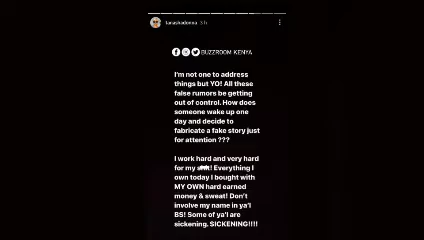 kanaskadonna 3 h
BUZZROOM KENYA
I'm not one to address
things but YO! All these
false rumors be getting
out of control. How does
someone wake up one
day and decide to
fabricate a fake story just
for attention ???
I work hard and very hard
for my s**t! Everything I
own today I bought with
MY OWN hard earned
money & sweat! Don't
involve my name in ya'l
BS! Some of ya'l are
sickening. SICKENING!!!!